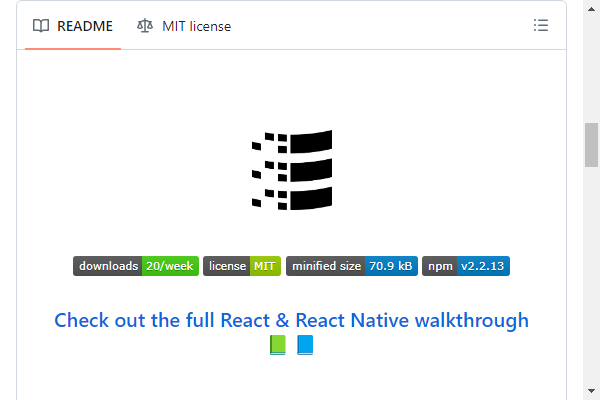 README MIT license
downloads 20/week license MIT minified size 70.9 kB npm v2.2.13
Check out the full React & React Native walkthrough
📗 📘